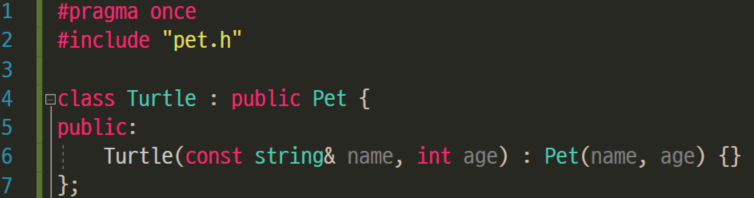 1 #pragma once
2 #include "pet.h"
3
4 class Turtle : public Pet {
5 public:
6     Turtle(const string& name, int age) : Pet(name, age) {}
7 };